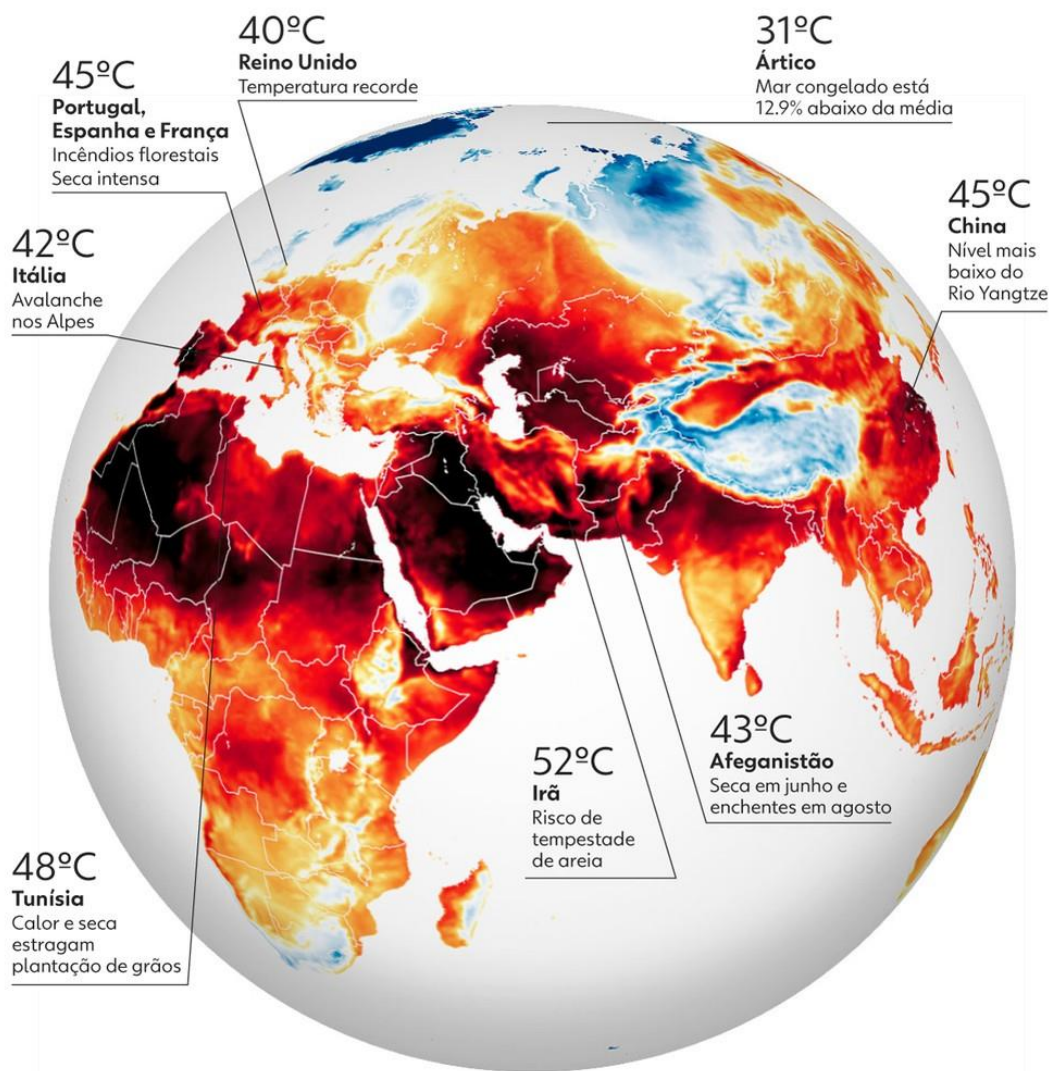 40ºC
Reino Unido
Temperatura recorde
31ºC
Ártico
Mar congelado está
12.9% abaixo da média
45ºC
Portugal,
Espanha e França
Incêndios florestais
Seca intensa
45ºC
China
Nível mais
baixo do
Rio Yangtze
42ºC
Itália
Avalanche
nos Alpes
43ºC
Afeganistão
Seca em junho e
enchentes em agosto
52ºC
Irã
Risco de
tempestade
de areia
48ºC
Tunísia
Calor e seca
estragam
plantação de grãos